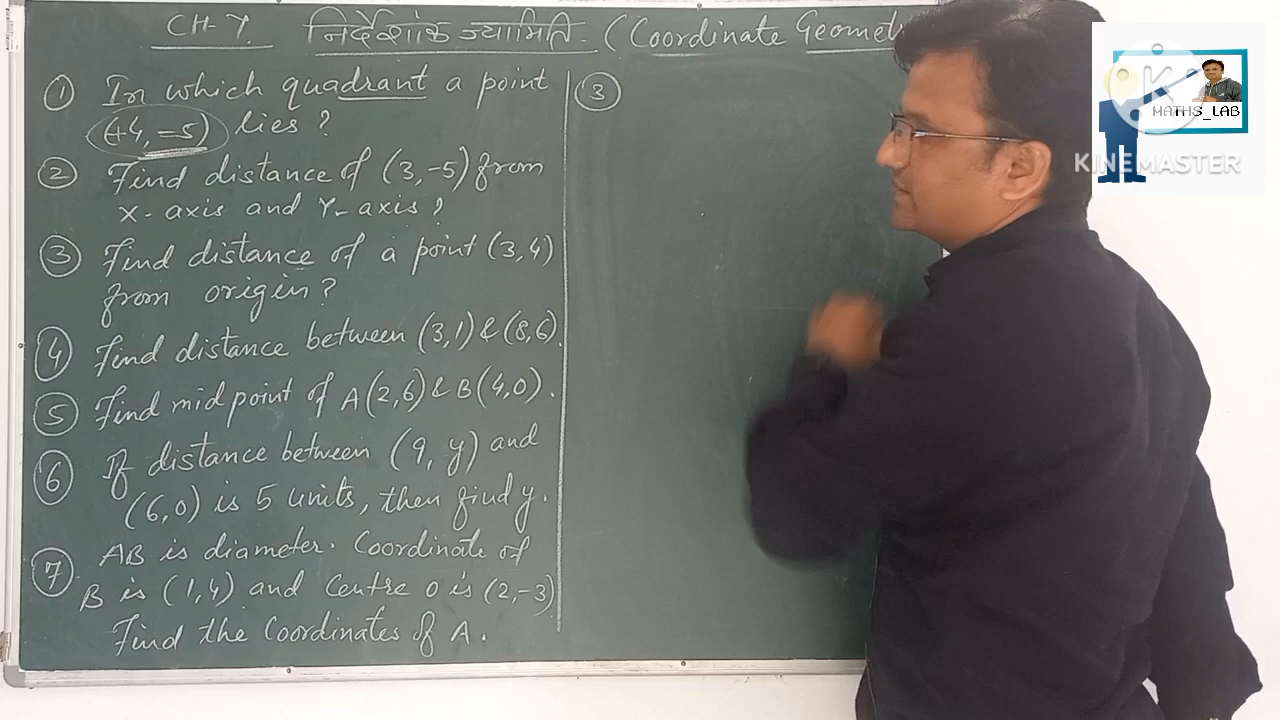 CH-7. निर्देशांक ज्यामिति. (Coordinate Geomet
① In which quadrant a point
(+4, -5) lies?
② Find distance of (3,-5) from
X-axis and Y-axis?
③ Find distance of a point (3,4)
from origin?
④ Find distance between (3,1) & (8,6).
⑤ Find mid point of A(2,6) & B(4,0).
⑥ If distance between (9, y) and
(6,0) is 5 units, then find y.
⑦ AB is diameter. Coordinate of
B is (1,4) and Centre O is (2,-3)
Find the Coordinates of A.
③
K
MATHS_LAB
KINEMASTER